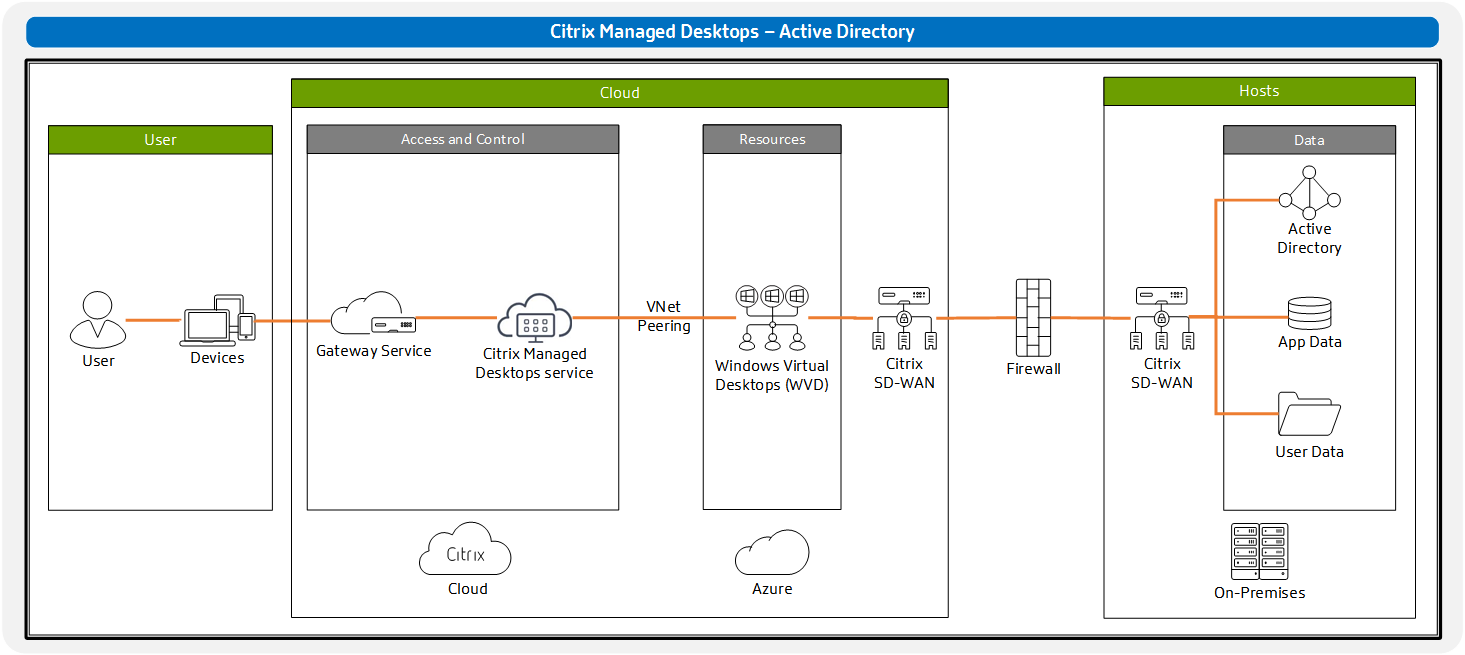 Citrix Managed Desktops – Active Directory
User
User
Devices
Cloud
Access and Control
Gateway Service
Citrix Managed
Desktops service
Citrix
Cloud
VNet
Peering
Resources
Windows Virtual
Desktops (WVD)
Azure
Citrix
SD-WAN
Firewall
Hosts
Citrix
SD-WAN
Data
Active
Directory
App Data
User Data
On-Premises